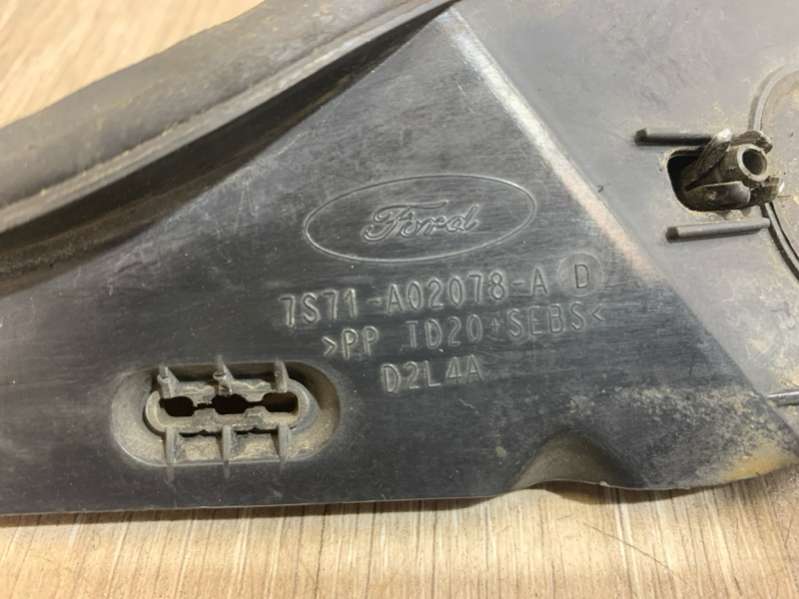 Ford
7S71-A02078-A D
>PP TD20+SEBS<
D2L4A